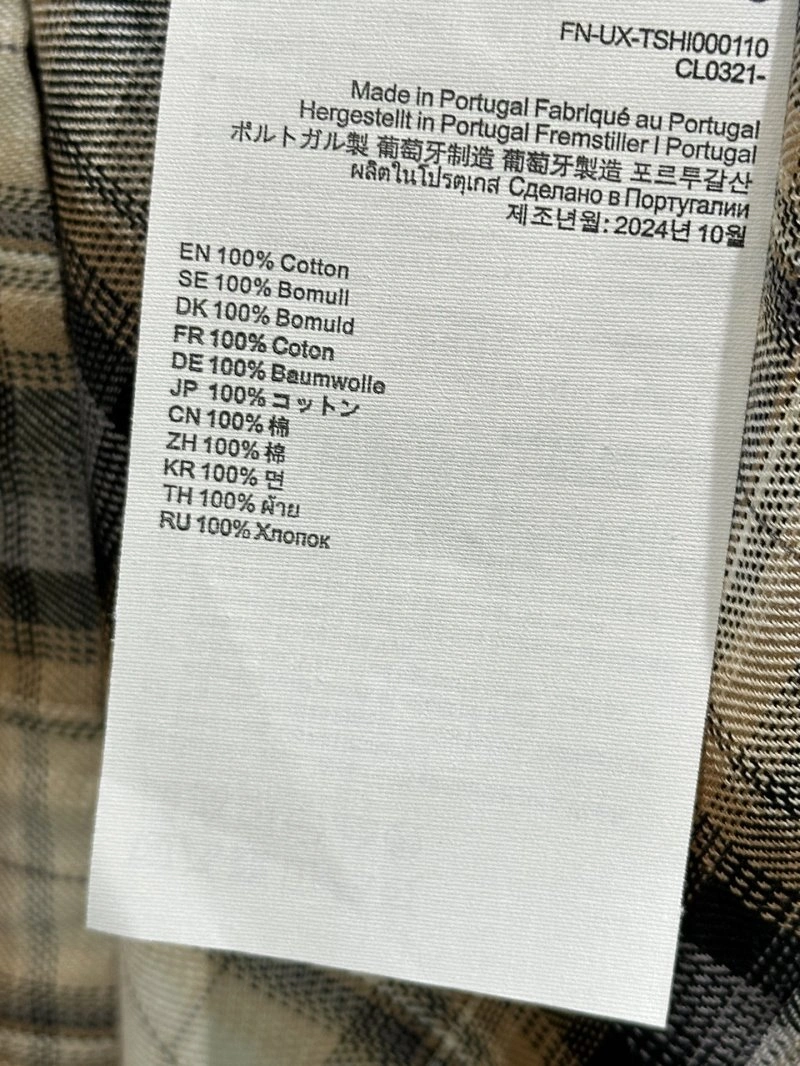 FN-UX-TSHI000110
CL0321-
Made in Portugal Fabriqué au Portugal
Hergestellt in Portugal Fremstiller I Portugal
ポルトガル製 葡萄牙制造 葡萄牙製造 포르투갈산
ผลิตในโปรตุเกส Сделано в Португалии
제조년월: 2024년 10월
EN 100% Cotton
SE 100% Bomull
DK 100% Bomuld
FR 100% Coton
DE 100% Baumwolle
JP 100% コットン
CN 100% 棉
ZH 100% 棉
KR 100% 면
TH 100% ผ้าย
RU 100% Хлопок